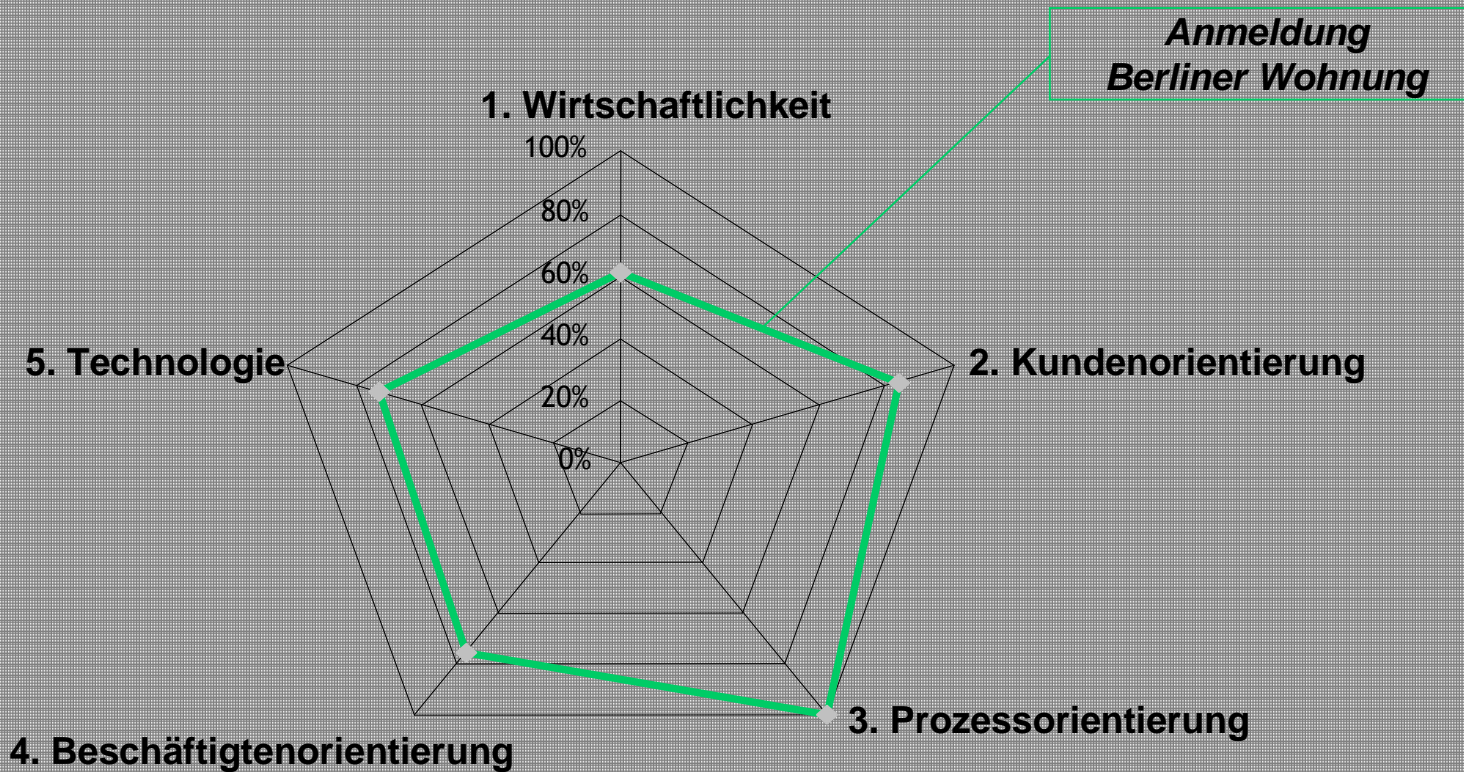 Anmeldung
Berliner Wohnung
1. Wirtschaftlichkeit
100%
80%
60%
40%
20%
0%
5. Technologie
2. Kundenorientierung
3. Prozessorientierung
4. Beschäftigtenorientierung